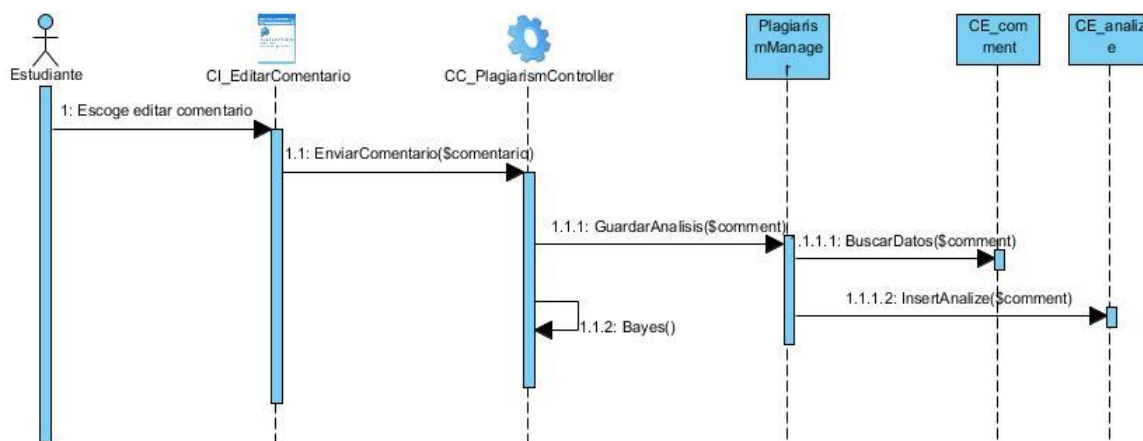 Estudiante
CI_EditarComentario
CC_PlagiarismController
Plagiaris
mManage
r
CE_com
ment
CE_analiz
e
1: Escoge editar comentario
1.1: EnviarComentario($comentario)
1.1.1: GuardarAnalisis($comment)
.1.1.1: BuscarDatos($comment)
1.1.1.2: InsertAnalize($comment)
1.1.2: Bayes()